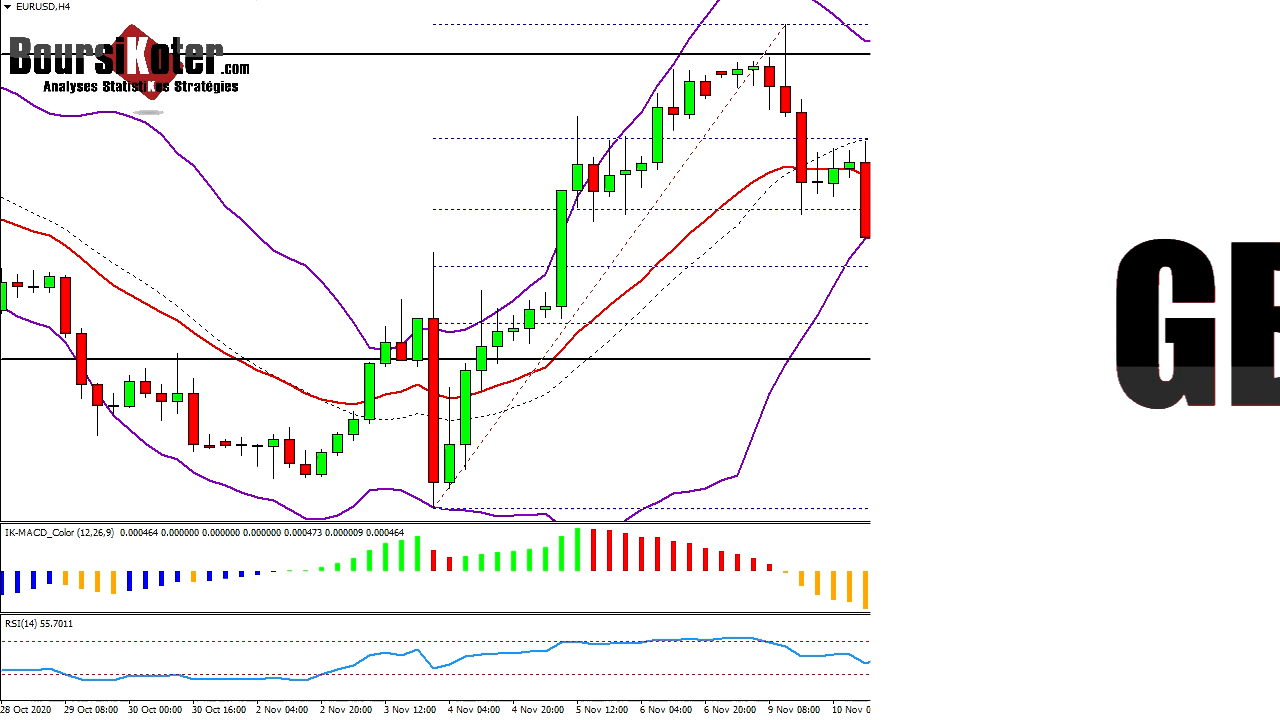 EURUSD,H4
BoursiKoter.com
Analyses StatistiKes Stratégies
GE
IK-MACD_Color (12,26,9) 0.000464 0.000000 0.000000 0.000000 0.000473 0.000009 0.000464
RSI(14) 55.7011
28 Oct 2020 29 Oct 08:00 30 Oct 00:00 30 Oct 16:00 2 Nov 04:00 2 Nov 20:00 3 Nov 12:00 4 Nov 04:00 4 Nov 20:00 5 Nov 12:00 6 Nov 04:00 6 Nov 20:00 9 Nov 08:00 10 Nov 0